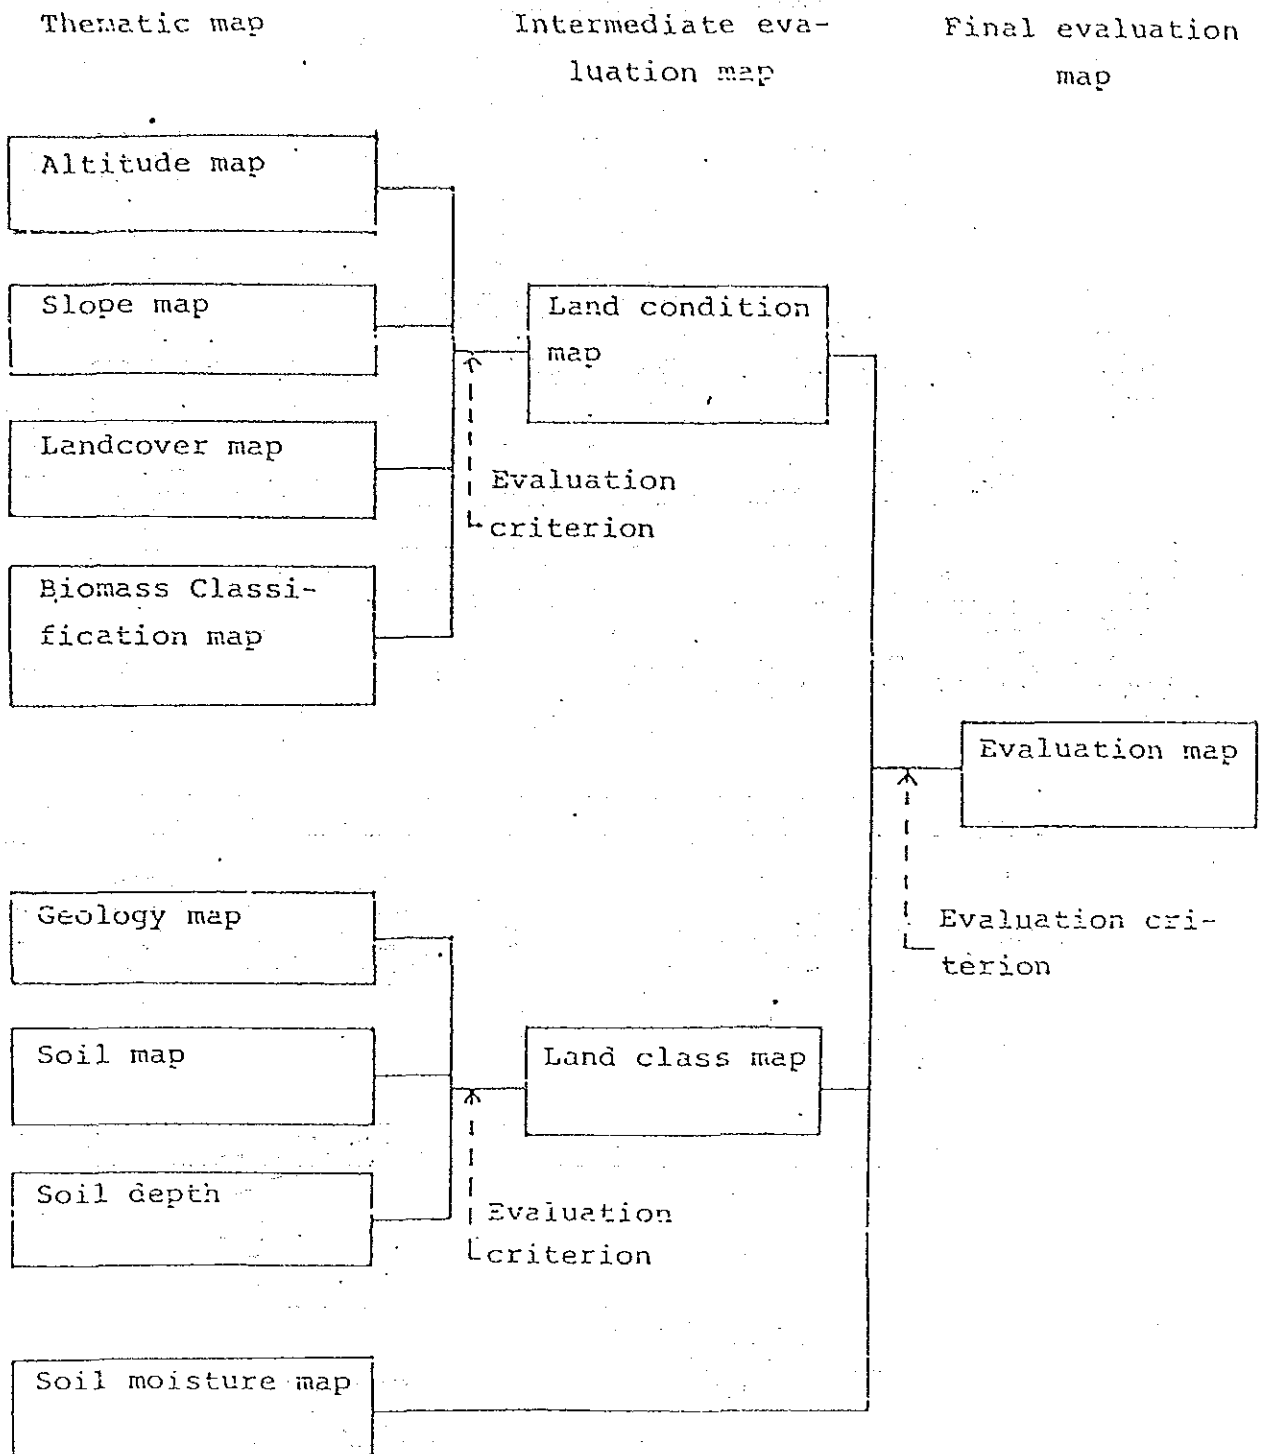 Thematic map
Intermediate eva-
luation map
Final evaluation
map
Altitude map
Slope map
Landcover map
Biomass Classi-
fication map
Land condition
map
Evaluation
criterion
Evaluation map
Evaluation cri-
terion
Geology map
Soil map
Soil depth
Land class map
Evaluation
criterion
Soil moisture map